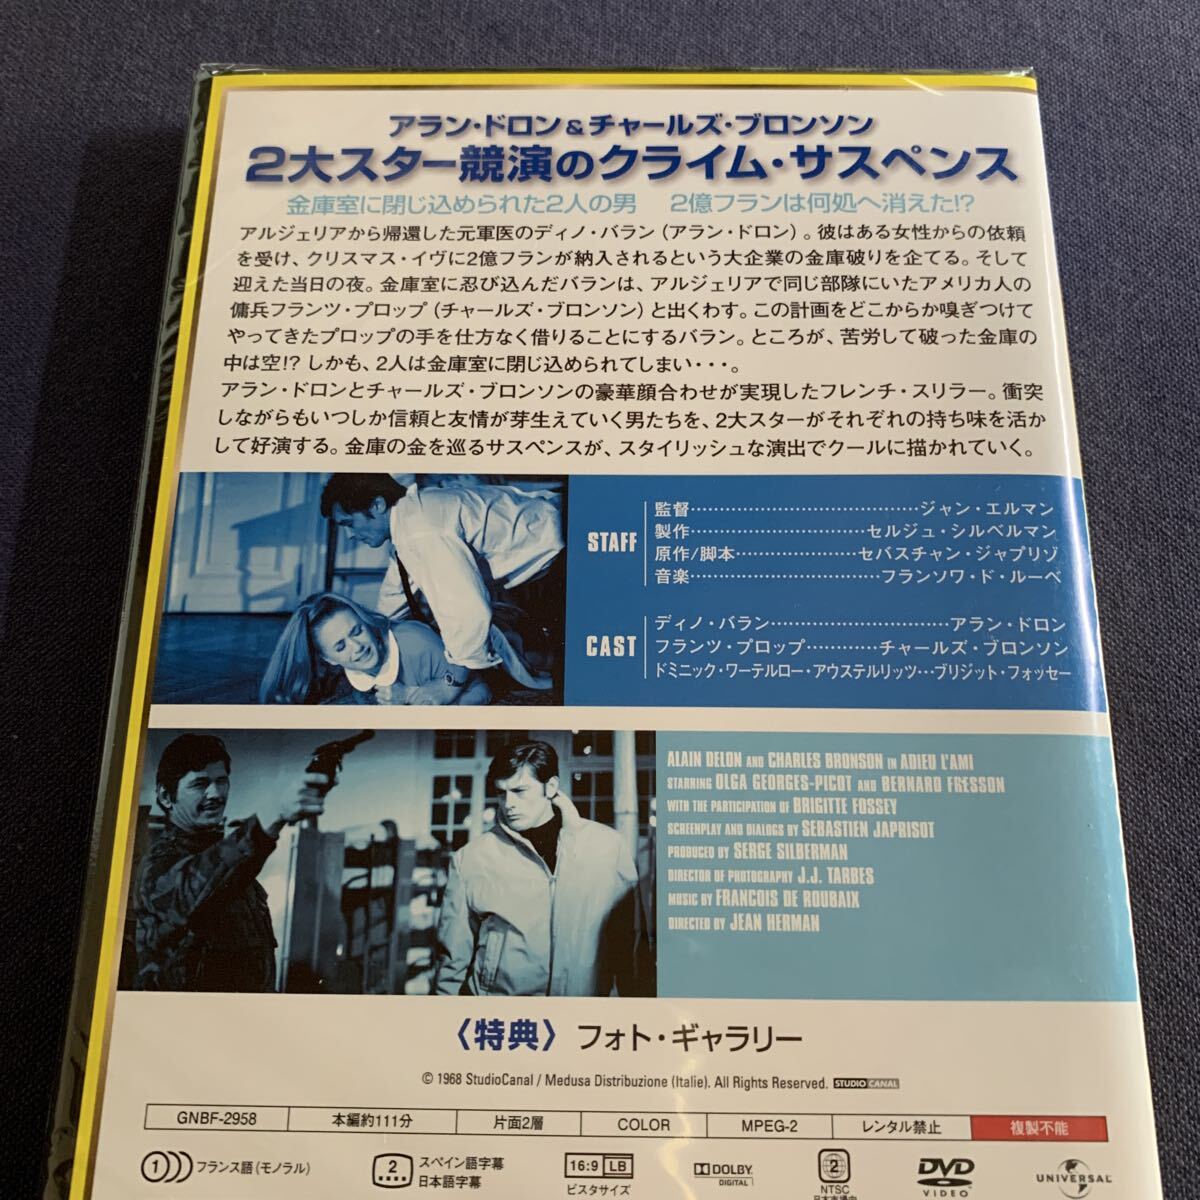 アラン・ドロン&チャールズ・ブロンソン
2大スター競演のクライム・サスペンス
金庫室に閉じ込められた2人の男 2億フランは何処へ消えた!?
アルジェリアから帰還した元軍医のディノ・バラン(アラン・ドロン)。彼はある女性からの依頼
を受け、クリスマス・イヴに2億フランが納入されるという大企業の金庫破りを企てる。そして
迎えた当日の夜。金庫室に忍び込んだバランは、アルジェリアで同じ部隊にいたアメリカ人の
傭兵フランツ・プロップ(チャールズ・ブロンソン)と出くわす。この計画をどこからか嗅ぎつけて
やってきたプロップの手を仕方なく借りることにするバラン。ところが、苦労して破った金庫の
中は空!? しかも、2人は金庫室に閉じ込められてしまい・・・。
アラン・ドロンとチャールズ・ブロンソンの豪華顔合わせが実現したフレンチ・スリラー。衝突
しながらもいつしか信頼と友情が芽生えていく男たちを、2大スターがそれぞれの持ち味を活か
して好演する。金庫の金を巡るサスペンスが、スタイリッシュな演出でクールに描かれていく。
STAFF
監督……………………………ジャン・エルマン
製作……………………セルジュ・シルベルマン
原作/脚本………………セバスチャン・ジャプリゾ
音楽………………………フランソワ・ド・ルーベ
CAST
ディノ・バラン………………………アラン・ドロン
フランツ・プロップ…………チャールズ・ブロンソン
ドミニック・ワーテルロー・アウステルリッツ…ブリジット・フォッセー
ALAIN DELON AND CHARLES BRONSON IN ADIEU L'AMI
STARRING OLGA GEORGES-PICOT AND BERNARD FRESSON
WITH THE PARTICIPATION OF BRIGITTE FOSSEY
SCREENPLAY AND DIALOGS BY SEBASTIEN JAPRISOT
PRODUCED BY SERGE SILBERMAN
DIRECTOR OF PHOTOGRAPHY J.J. TARBES
MUSIC BY FRANCOIS DE ROUBAIX
DIRECTED BY JEAN HERMAN
〈特典〉 フォト・ギャラリー
© 1968 StudioCanal / Medusa Distribuzione (Italie). All Rights Reserved. STUDIO CANAL
GNBF-2958 本編約111分 片面2層 COLOR MPEG-2 レンタル禁止 複製不能
1 フランス語(モノラル)
2 スペイン語字幕
日本語字幕
16:9 LB
ビスタサイズ
DOLBY
DIGITAL
2
NTSC
日本市場向
DVD
VIDEO
UNIVERSAL